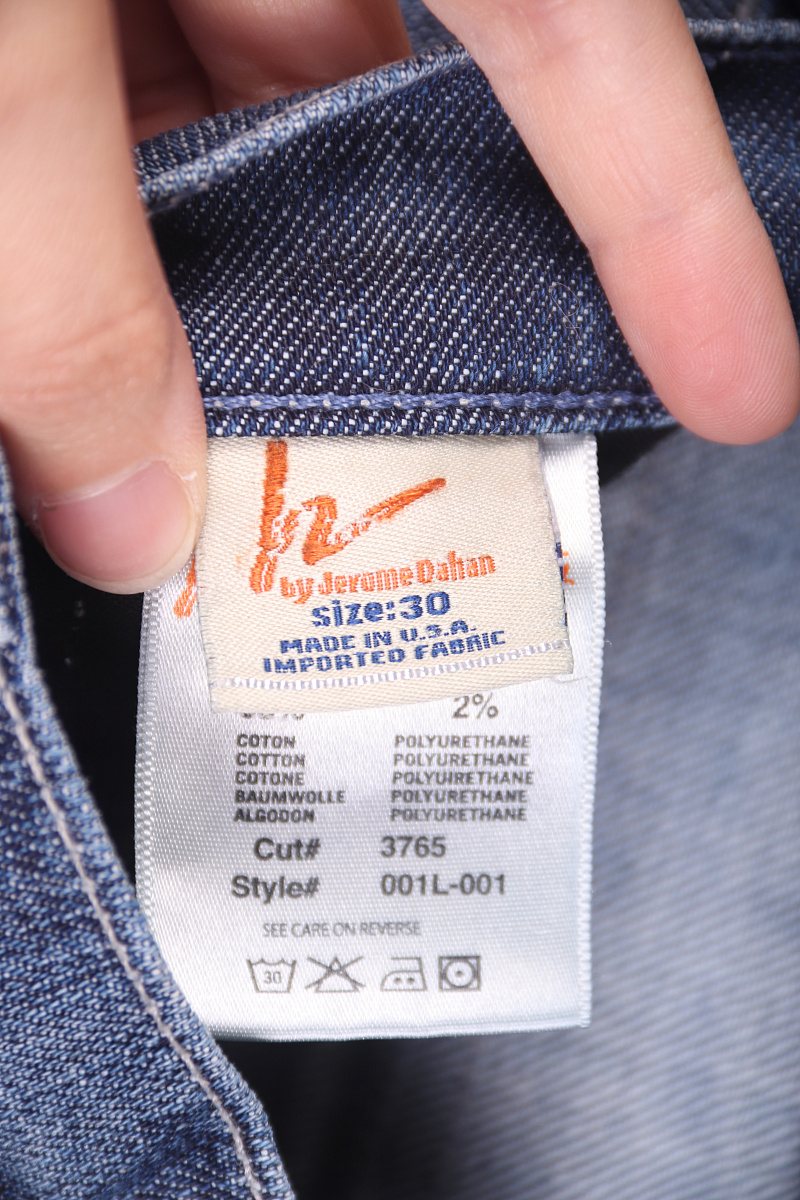 by Jerome Dahan
size:30
MADE IN U.S.A.
IMPORTED FABRIC
2%
COTON POLYURETHANE
COTTON POLYURETHANE
COTONE POLYUIRETHANE
BAUMWOLLE POLYURETHANE
ALGODON POLYURETHANE
Cut# 3765
Style# 001L-001
SEE CARE ON REVERSE
30